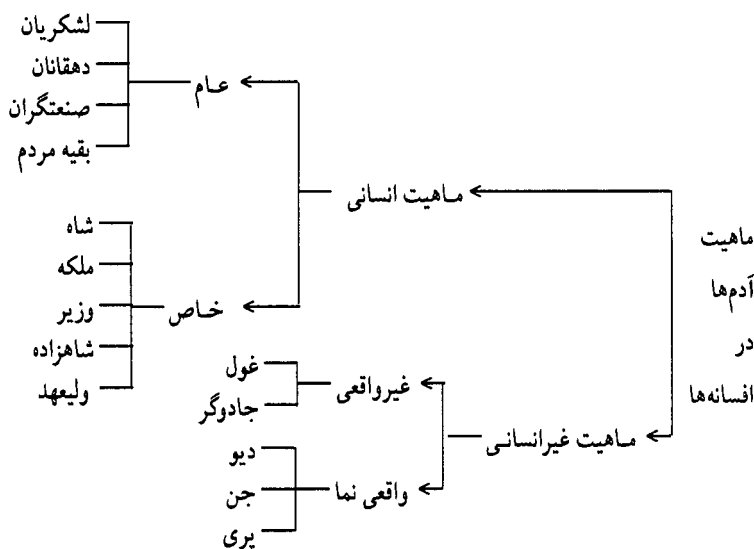 ماهیت
آدم‌ها
در
افسانه‌ها
ماهیت انسانی
عام
لشکریان
دهقانان
صنعتگران
بقیه مردم
خاص
شاه
ملکه
وزیر
شاهزاده
ولیعهد
ماهیت غیرانسانی
غیرواقعی
غول
جادوگر
واقعی نما
دیو
جن
پری